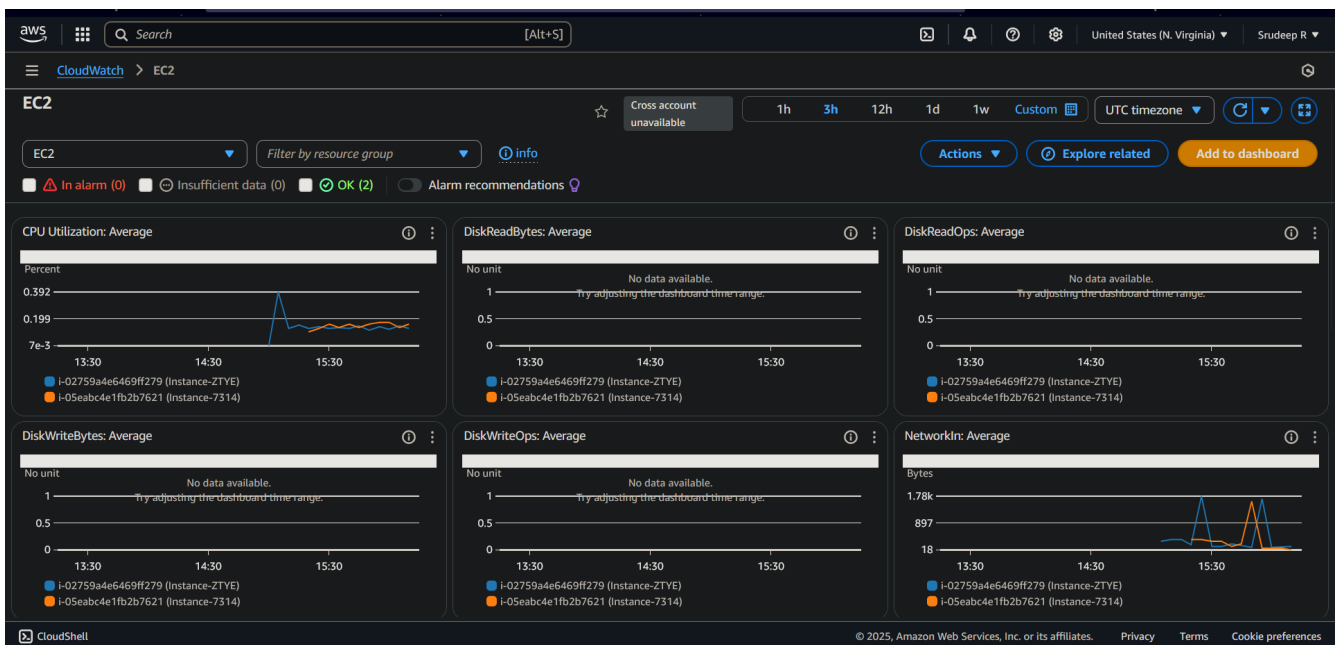 aws Search [Alt+S] United States (N. Virginia) Srudeep R
CloudWatch > EC2
EC2 Cross account unavailable 1h 3h 12h 1d 1w Custom UTC timezone
EC2 Filter by resource group info Actions Explore related Add to dashboard
In alarm (0) Insufficient data (0) OK (2) Alarm recommendations
CPU Utilization: Average
Percent
0.392
0.199
7e-3
13:30 14:30 15:30
i-02759a4e6469ff279 (Instance-ZTYE)
i-05eabc4e1fb2b7621 (Instance-7314)
DiskReadBytes: Average
No unit
No data available.
Try adjusting the dashboard time range.
1
0.5
0
13:30 14:30 15:30
i-02759a4e6469ff279 (Instance-ZTYE)
i-05eabc4e1fb2b7621 (Instance-7314)
DiskReadOps: Average
No unit
No data available.
Try adjusting the dashboard time range.
1
0.5
0
13:30 14:30 15:30
i-02759a4e6469ff279 (Instance-ZTYE)
i-05eabc4e1fb2b7621 (Instance-7314)
DiskWriteBytes: Average
No unit
No data available.
Try adjusting the dashboard time range.
1
0.5
0
13:30 14:30 15:30
i-02759a4e6469ff279 (Instance-ZTYE)
i-05eabc4e1fb2b7621 (Instance-7314)
DiskWriteOps: Average
No unit
No data available.
Try adjusting the dashboard time range.
1
0.5
0
13:30 14:30 15:30
i-02759a4e6469ff279 (Instance-ZTYE)
i-05eabc4e1fb2b7621 (Instance-7314)
NetworkIn: Average
Bytes
1.78k
897
18
13:30 14:30 15:30
i-02759a4e6469ff279 (Instance-ZTYE)
i-05eabc4e1fb2b7621 (Instance-7314)
CloudShell © 2025, Amazon Web Services, Inc. or its affiliates. Privacy Terms Cookie preferences